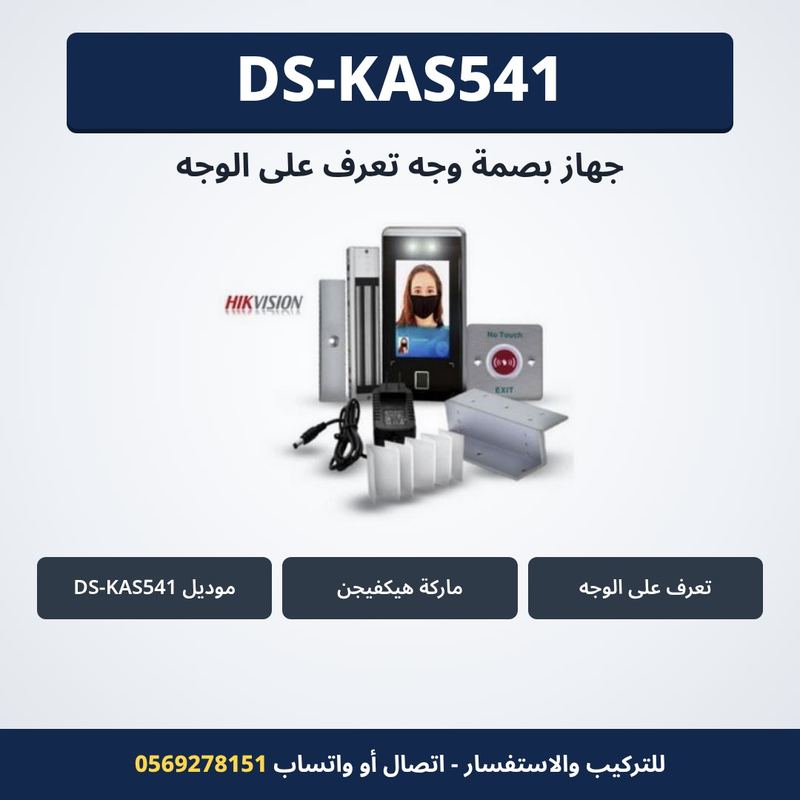 DS-KAS541
جهاز بصمة وجه تعرف على الوجه
HIKVISION
No Touch
EXIT
تعرف على الوجه
ماركة هيكفيجن
موديل DS-KAS541
للتركيب والاستفسار - اتصال أو واتساب 0569278151